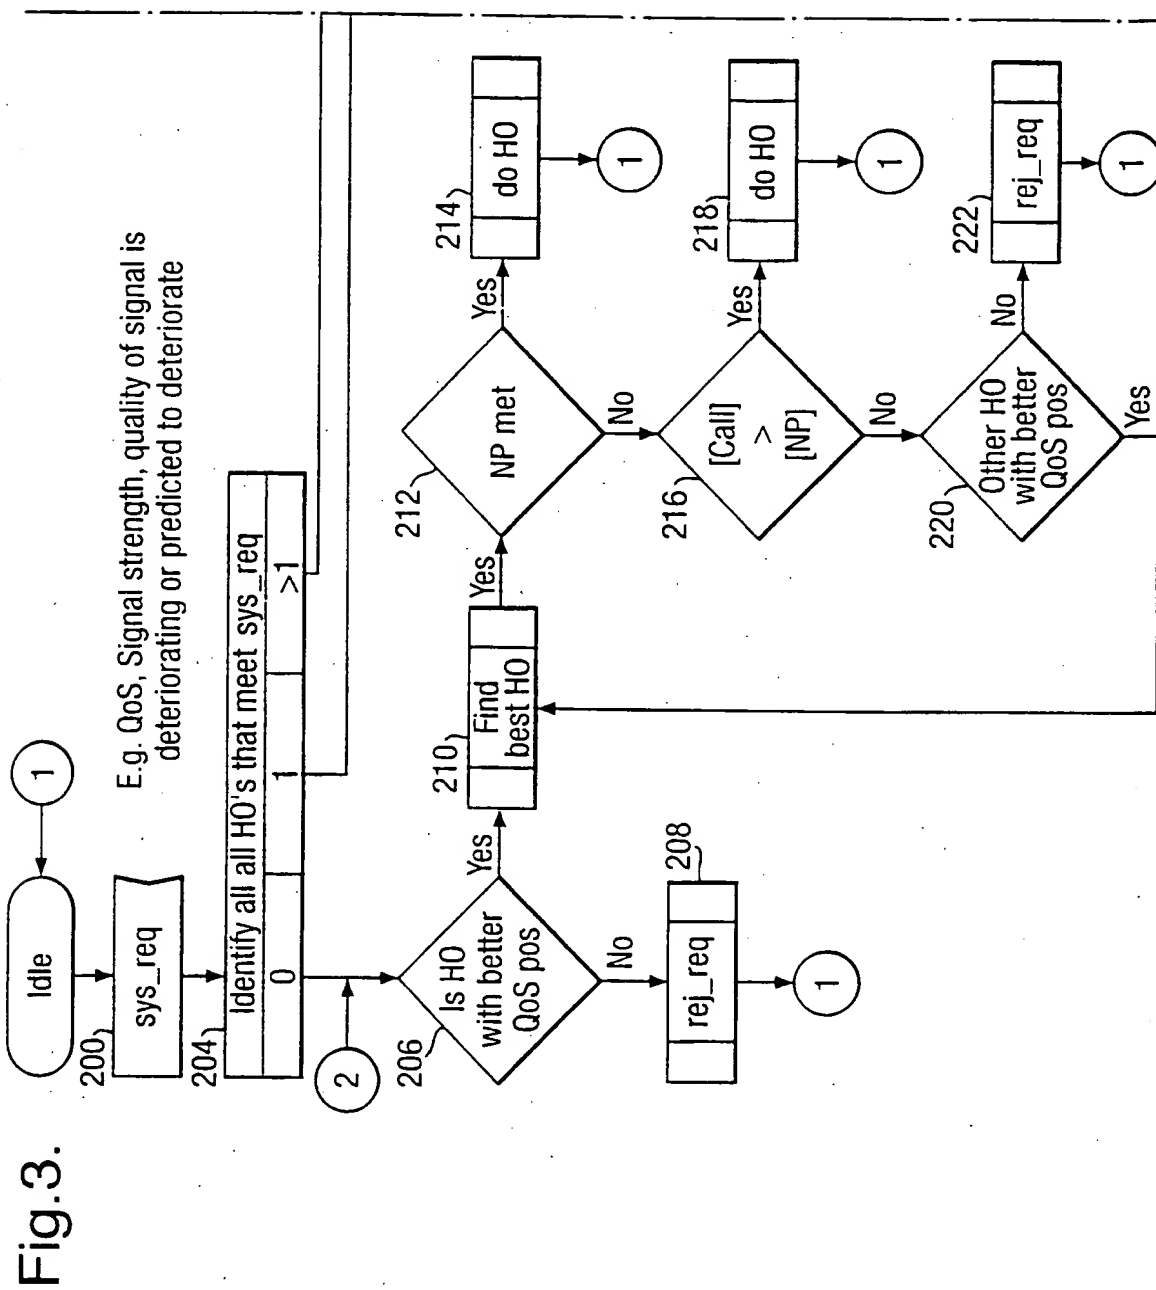 Fig.3.
1
Idle
200
sys_req
E.g. QoS, Signal strength, quality of signal is
deteriorating or predicted to deteriorate
204
Identify all all HO's that meet sys_req
0
1
>1
2
206
Is HO
with better
QoS pos
Yes
No
208
rej_req
1
210
Find
best HO
Yes
212
NP met
Yes
No
214
do HO
1
216
[Call]
>
[NP]
Yes
No
218
do HO
1
220
Other HO
with better
QoS pos
No
Yes
222
rej_req
1